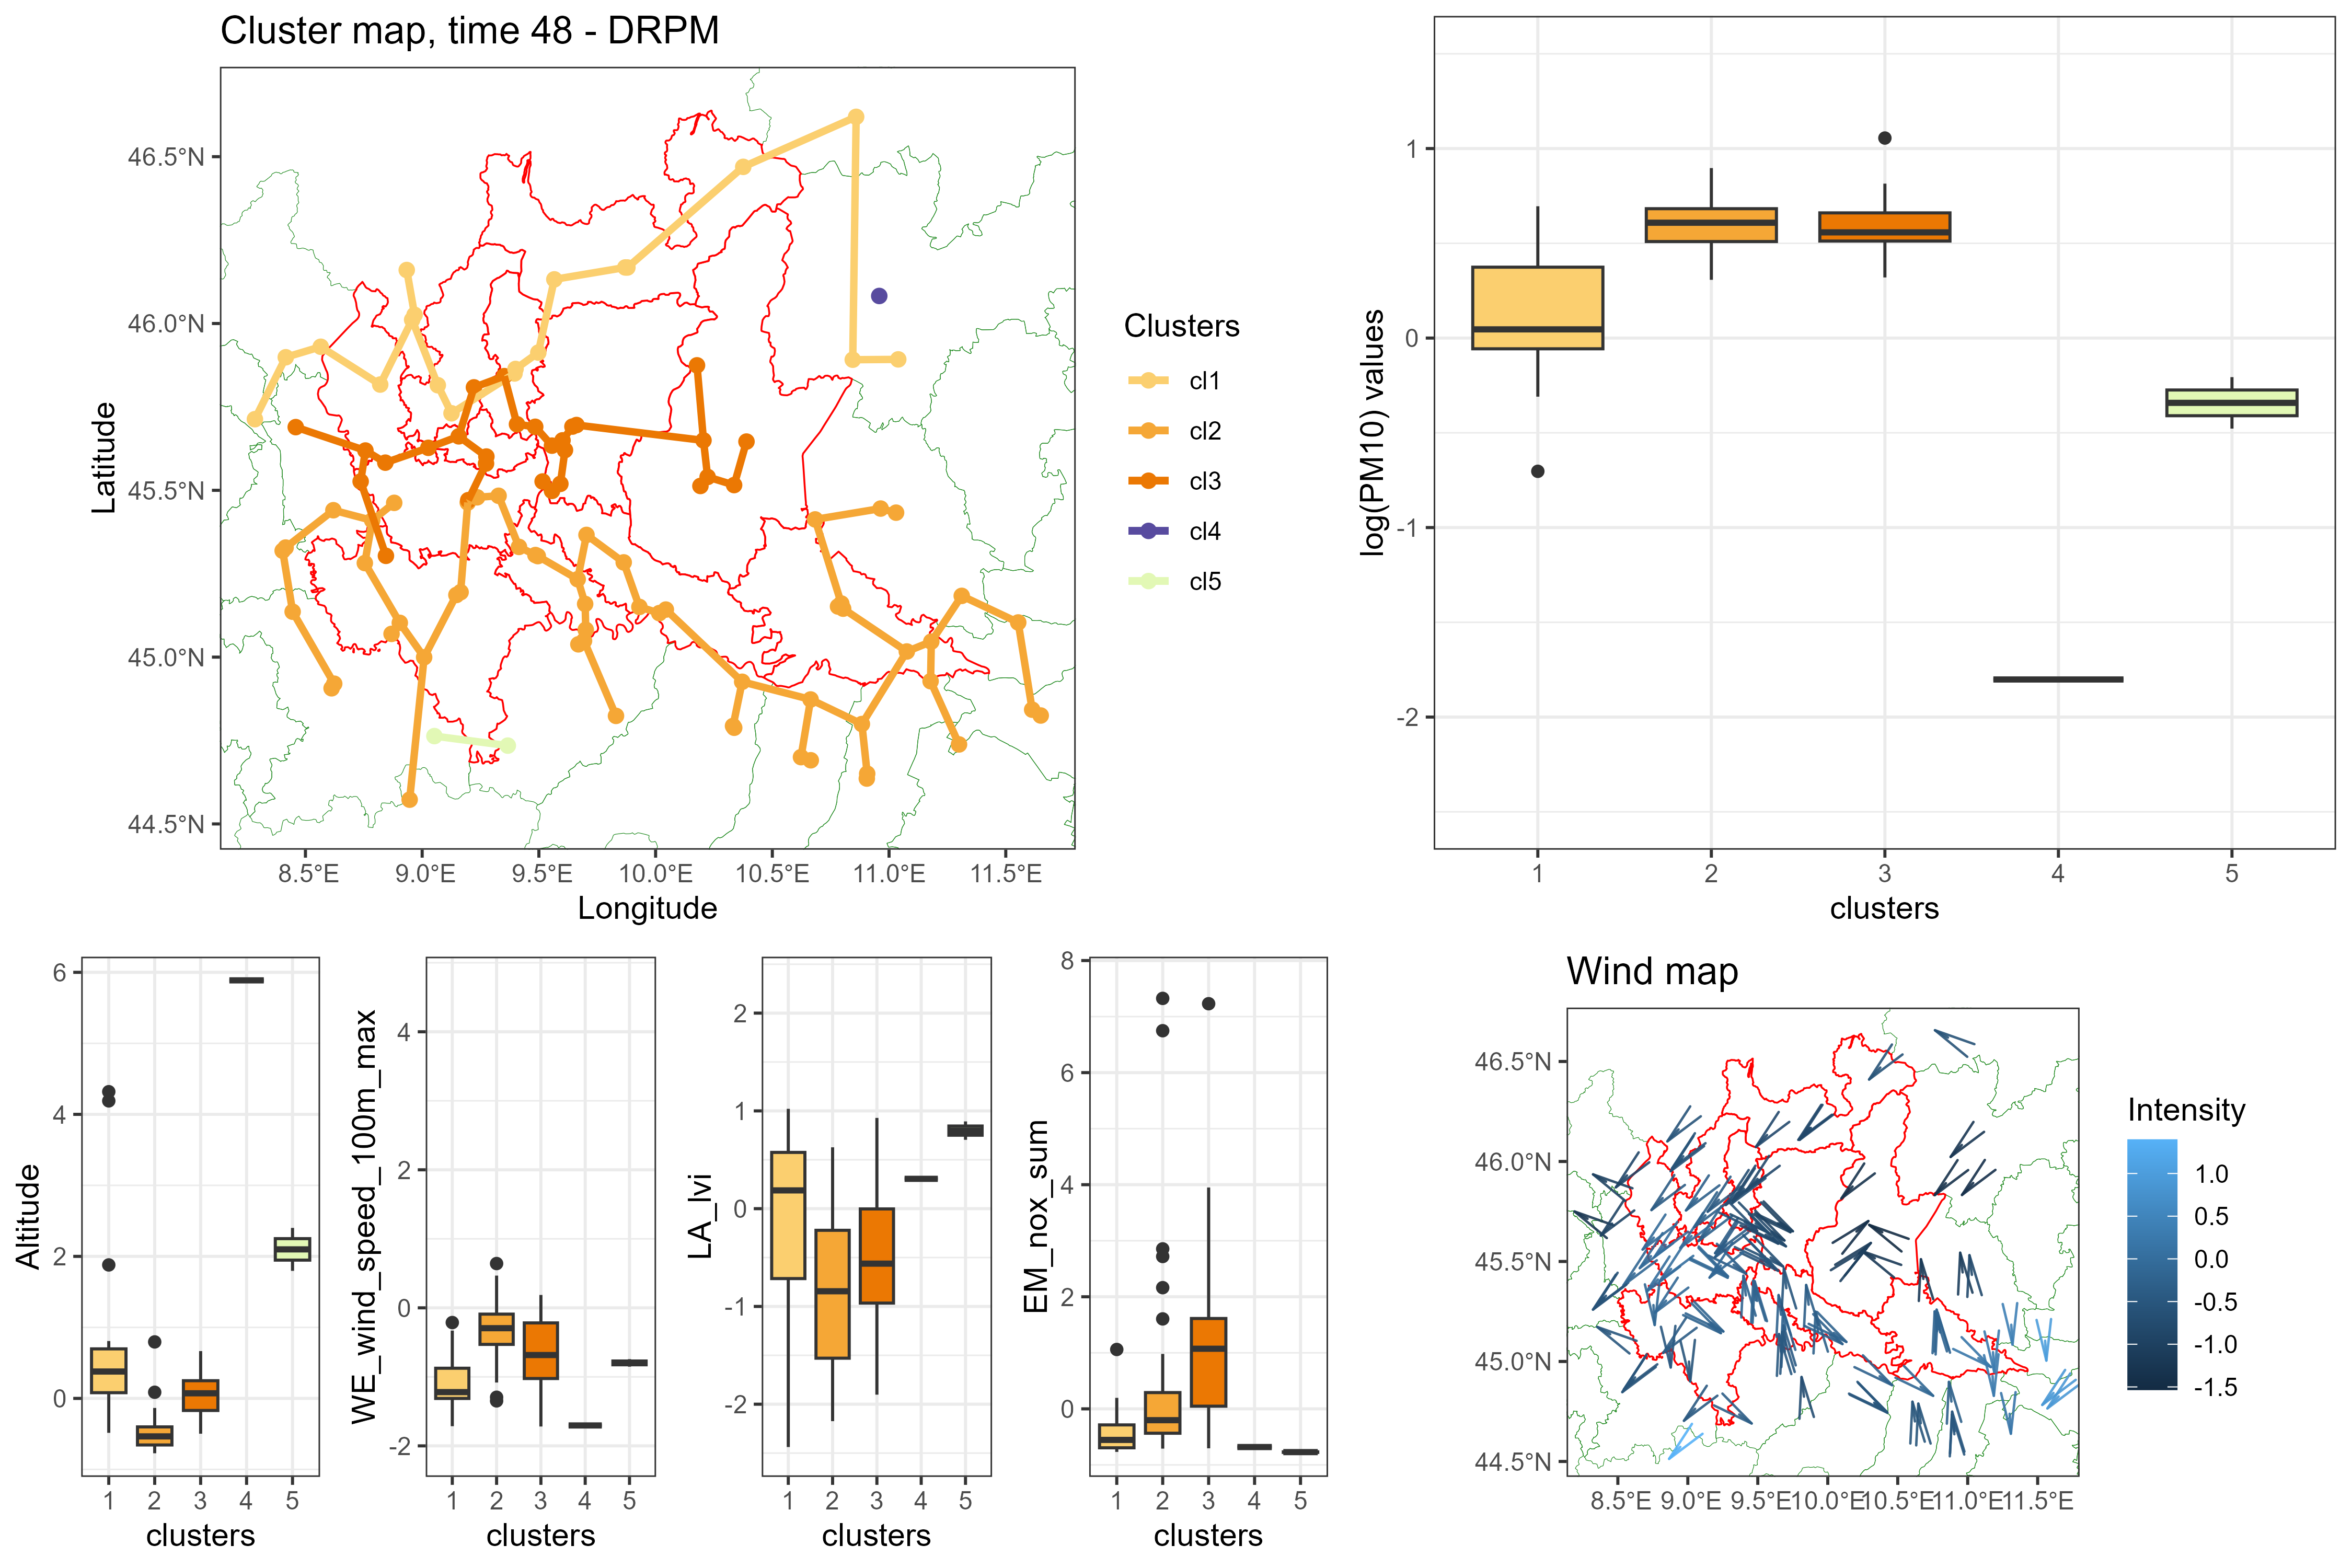 Cluster map, time 48 - DRPM
46.5°N
46.0°N
45.5°N
45.0°N
44.5°N
Latitude
8.5°E 9.0°E 9.5°E 10.0°E 10.5°E 11.0°E 11.5°E
Longitude
Clusters
cl1
cl2
cl3
cl4
cl5
log(PM10) values
1
0
-1
-2
1 2 3 4 5
clusters
Altitude
6
4
2
0
1 2 3 4 5
clusters
WE_wind_speed_100m_max
4
2
0
-2
1 2 3 4 5
clusters
LA_lvi
2
1
0
-1
-2
1 2 3 4 5
clusters
EM_nox_sum
8
6
4
2
0
1 2 3 4 5
clusters
Wind map
46.5°N
46.0°N
45.5°N
45.0°N
44.5°N
8.5°E 9.0°E 9.5°E 10.0°E 10.5°E 11.0°E 11.5°E
Intensity
1.0
0.5
0.0
-0.5
-1.0
-1.5